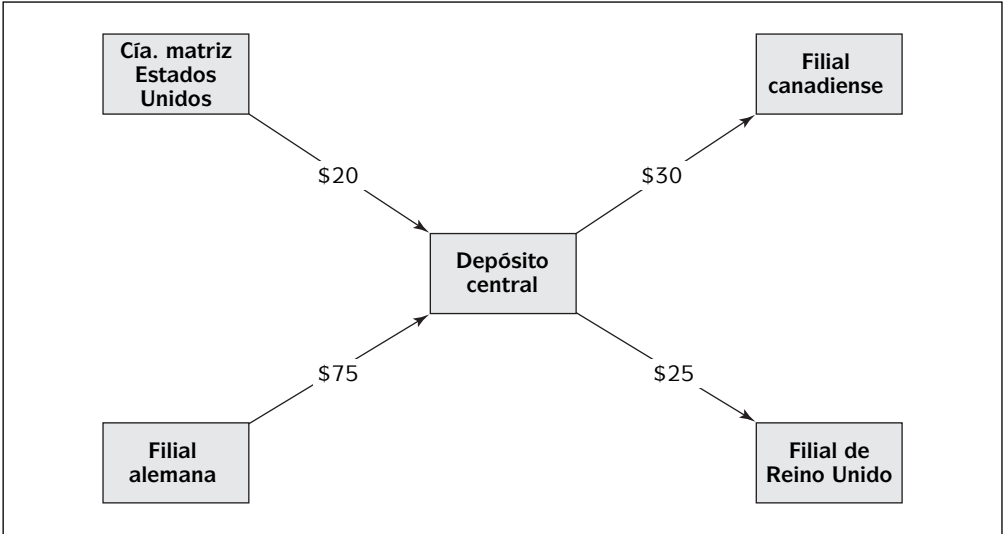 Cía. matriz
Estados
Unidos
Filial
canadiense
$20
$30
Depósito
central
$75
$25
Filial
alemana
Filial de
Reino Unido